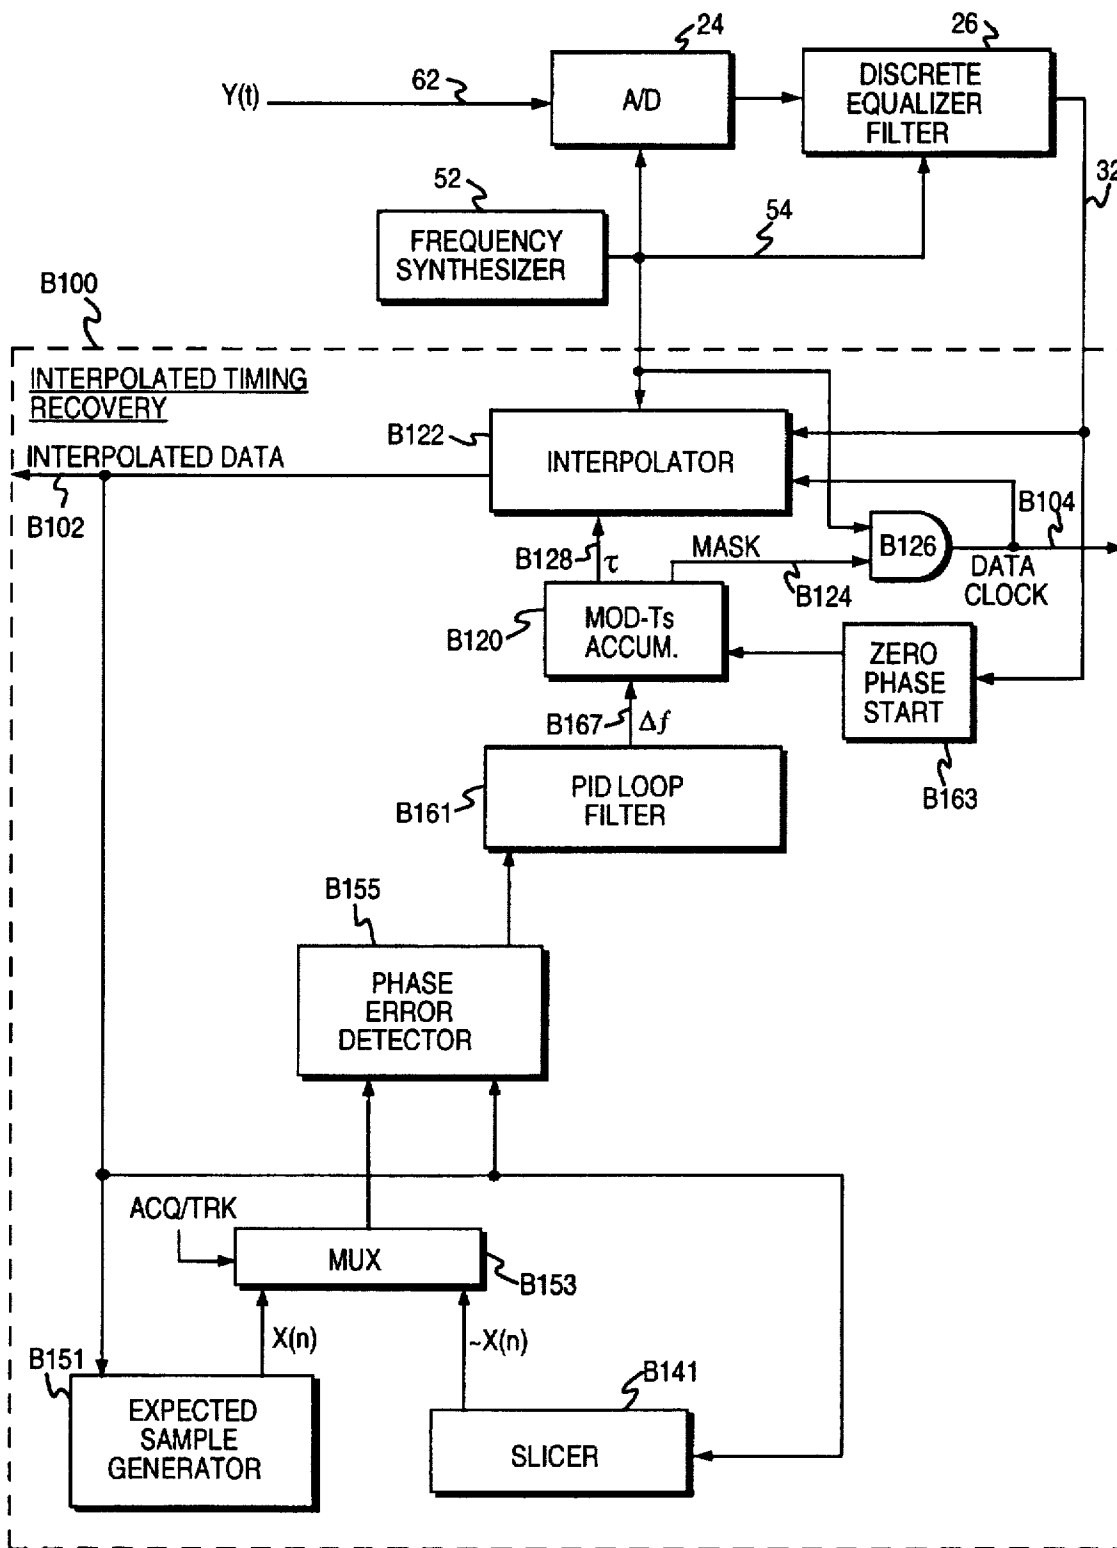 24
26
62
Y(t)
A/D
DISCRETE
EQUALIZER
FILTER
32
52
54
FREQUENCY
SYNTHESIZER
B100
INTERPOLATED TIMING
RECOVERY
B122
INTERPOLATOR
INTERPOLATED DATA
B102
B104
B126
B128
τ
MASK
B124
DATA
CLOCK
B120
MOD-Ts
ACCUM.
ZERO
PHASE
START
B167
Δf
B163
B161
PID LOOP
FILTER
B155
PHASE
ERROR
DETECTOR
ACQ/TRK
MUX
B153
X(n)
~X(n)
B151
B141
EXPECTED
SAMPLE
GENERATOR
SLICER